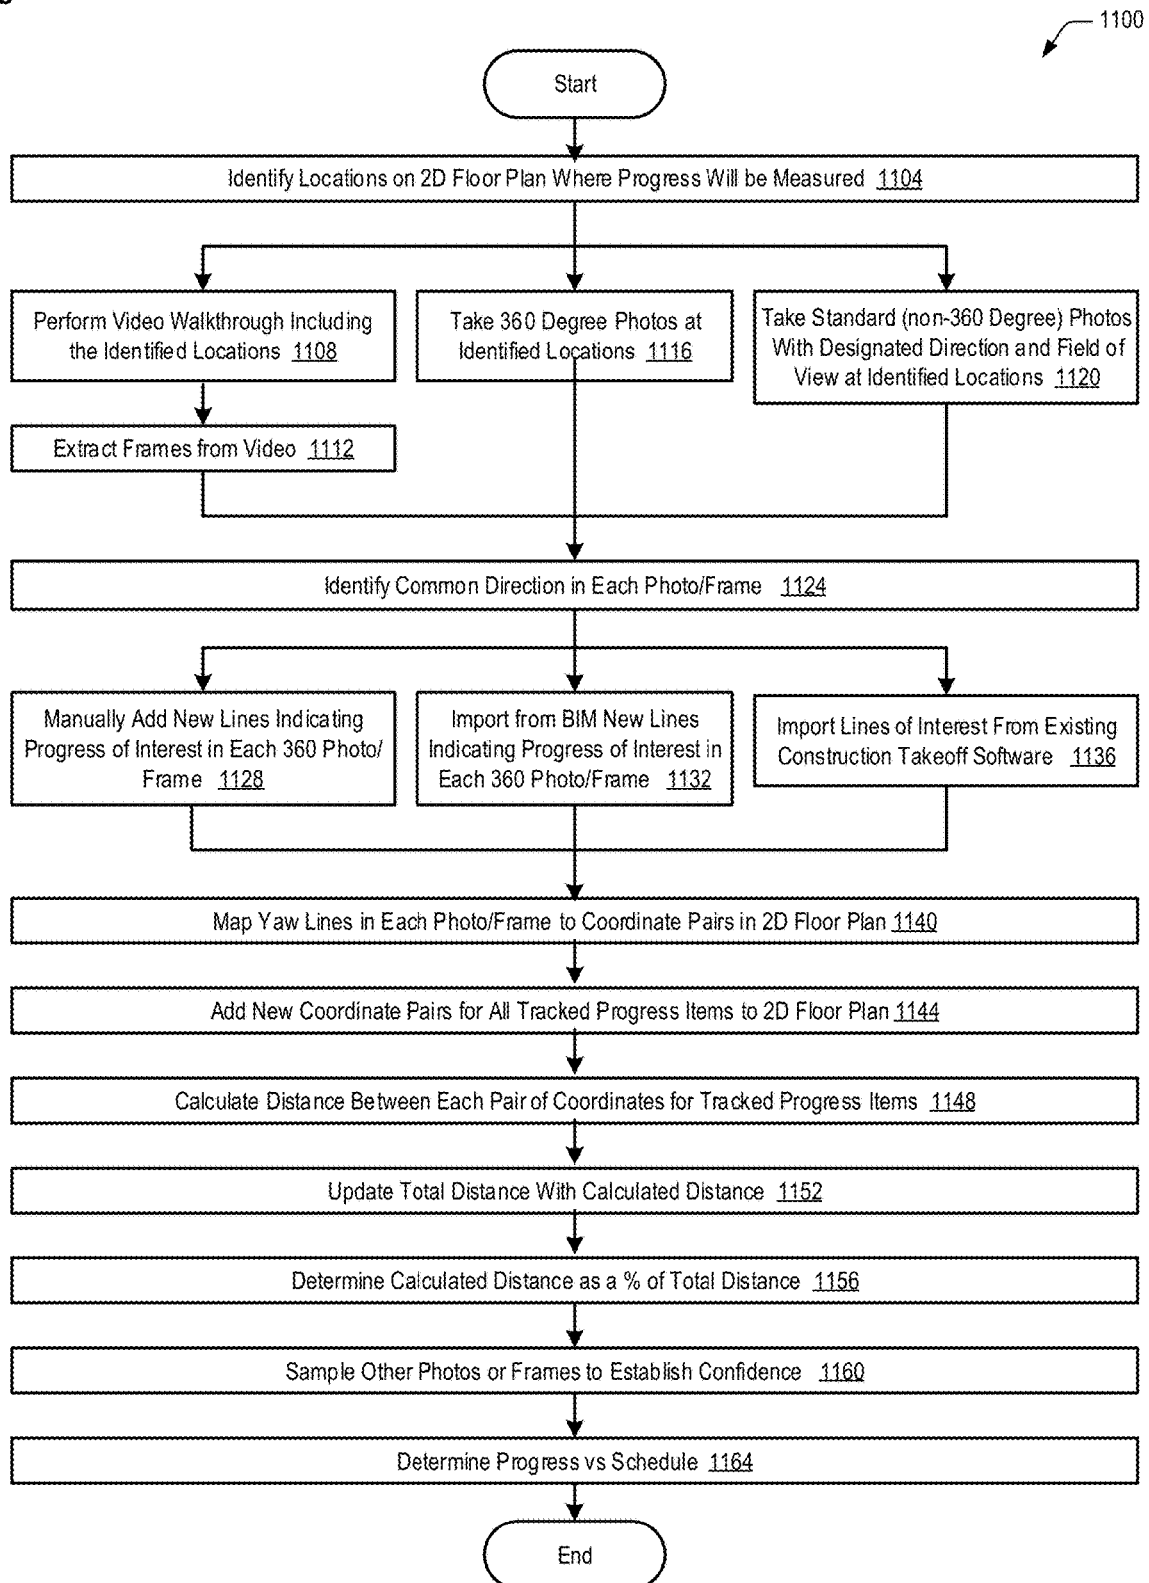 1100
Start
Identify Locations on 2D Floor Plan Where Progress Will be Measured 1104
Perform Video Walkthrough Including
the Identified Locations 1108
Take 360 Degree Photos at
Identified Locations 1116
Take Standard (non-360 Degree) Photos
With Designated Direction and Field of
View at Identified Locations 1120
Extract Frames from Video 1112
Identify Common Direction in Each Photo/Frame 1124
Manually Add New Lines Indicating
Progress of Interest in Each 360 Photo/
Frame 1128
Import from BIM New Lines
Indicating Progress of Interest in
Each 360 Photo/Frame 1132
Import Lines of Interest From Existing
Construction Takeoff Software 1136
Map Yaw Lines in Each Photo/Frame to Coordinate Pairs in 2D Floor Plan 1140
Add New Coordinate Pairs for All Tracked Progress Items to 2D Floor Plan 1144
Calculate Distance Between Each Pair of Coordinates for Tracked Progress Items 1148
Update Total Distance With Calculated Distance 1152
Determine Calculated Distance as a % of Total Distance 1156
Sample Other Photos or Frames to Establish Confidence 1160
Determine Progress vs Schedule 1164
End